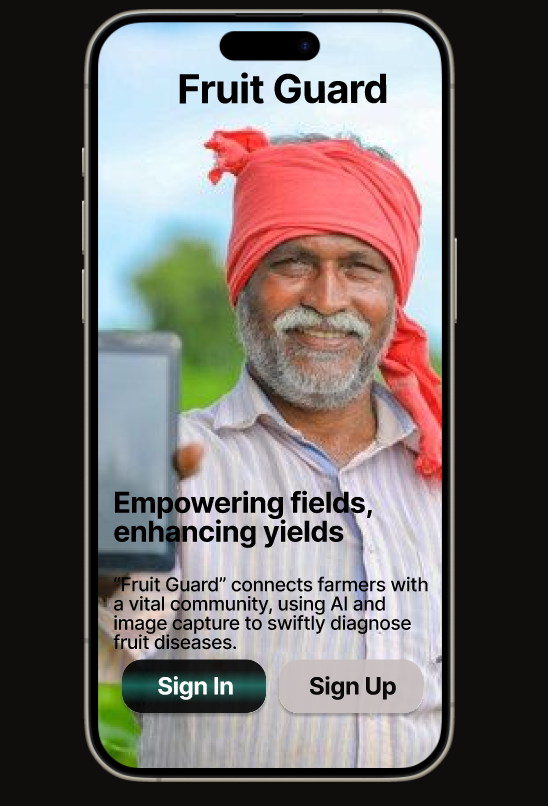 Fruit Guard
Empowering fields,
enhancing yields
“Fruit Guard” connects farmers with
a vital community, using AI and
image capture to swiftly diagnose
fruit diseases.
Sign In
Sign Up